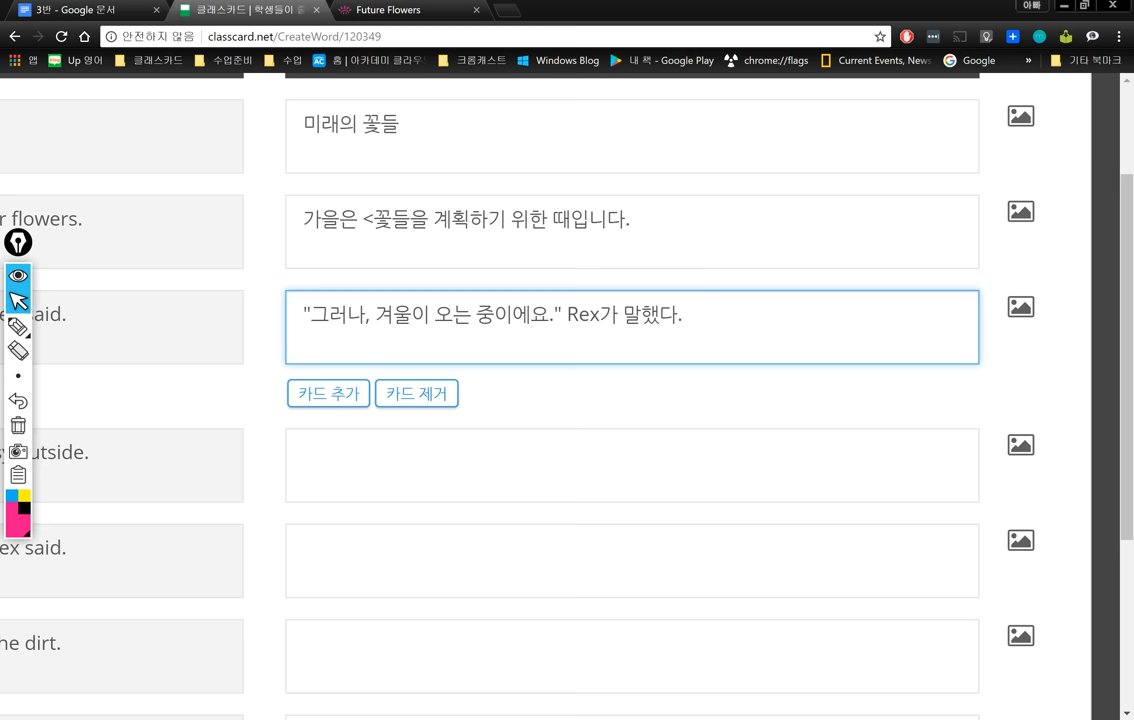 3반 - Google 문서
클래스카드 | 학생들이
Future Flowers
아빠
안전하지 않음
classcard.net/CreateWord/120349
앱
Up 영어
클래스카드
수업준비
수업
홈 | 아카데미 클라우
크롬캐스트
Windows Blog
내 책 - Google Play
chrome://flags
Current Events, News
Google
»
기타 북마크
미래의 꽃들
r flowers.
가을은 <꽃들을 계획하기 위한 때입니다.
aid.
"그러나, 겨울이 오는 중이에요." Rex가 말했다.
카드 추가
카드 제거
utside.
ex said.
he dirt.